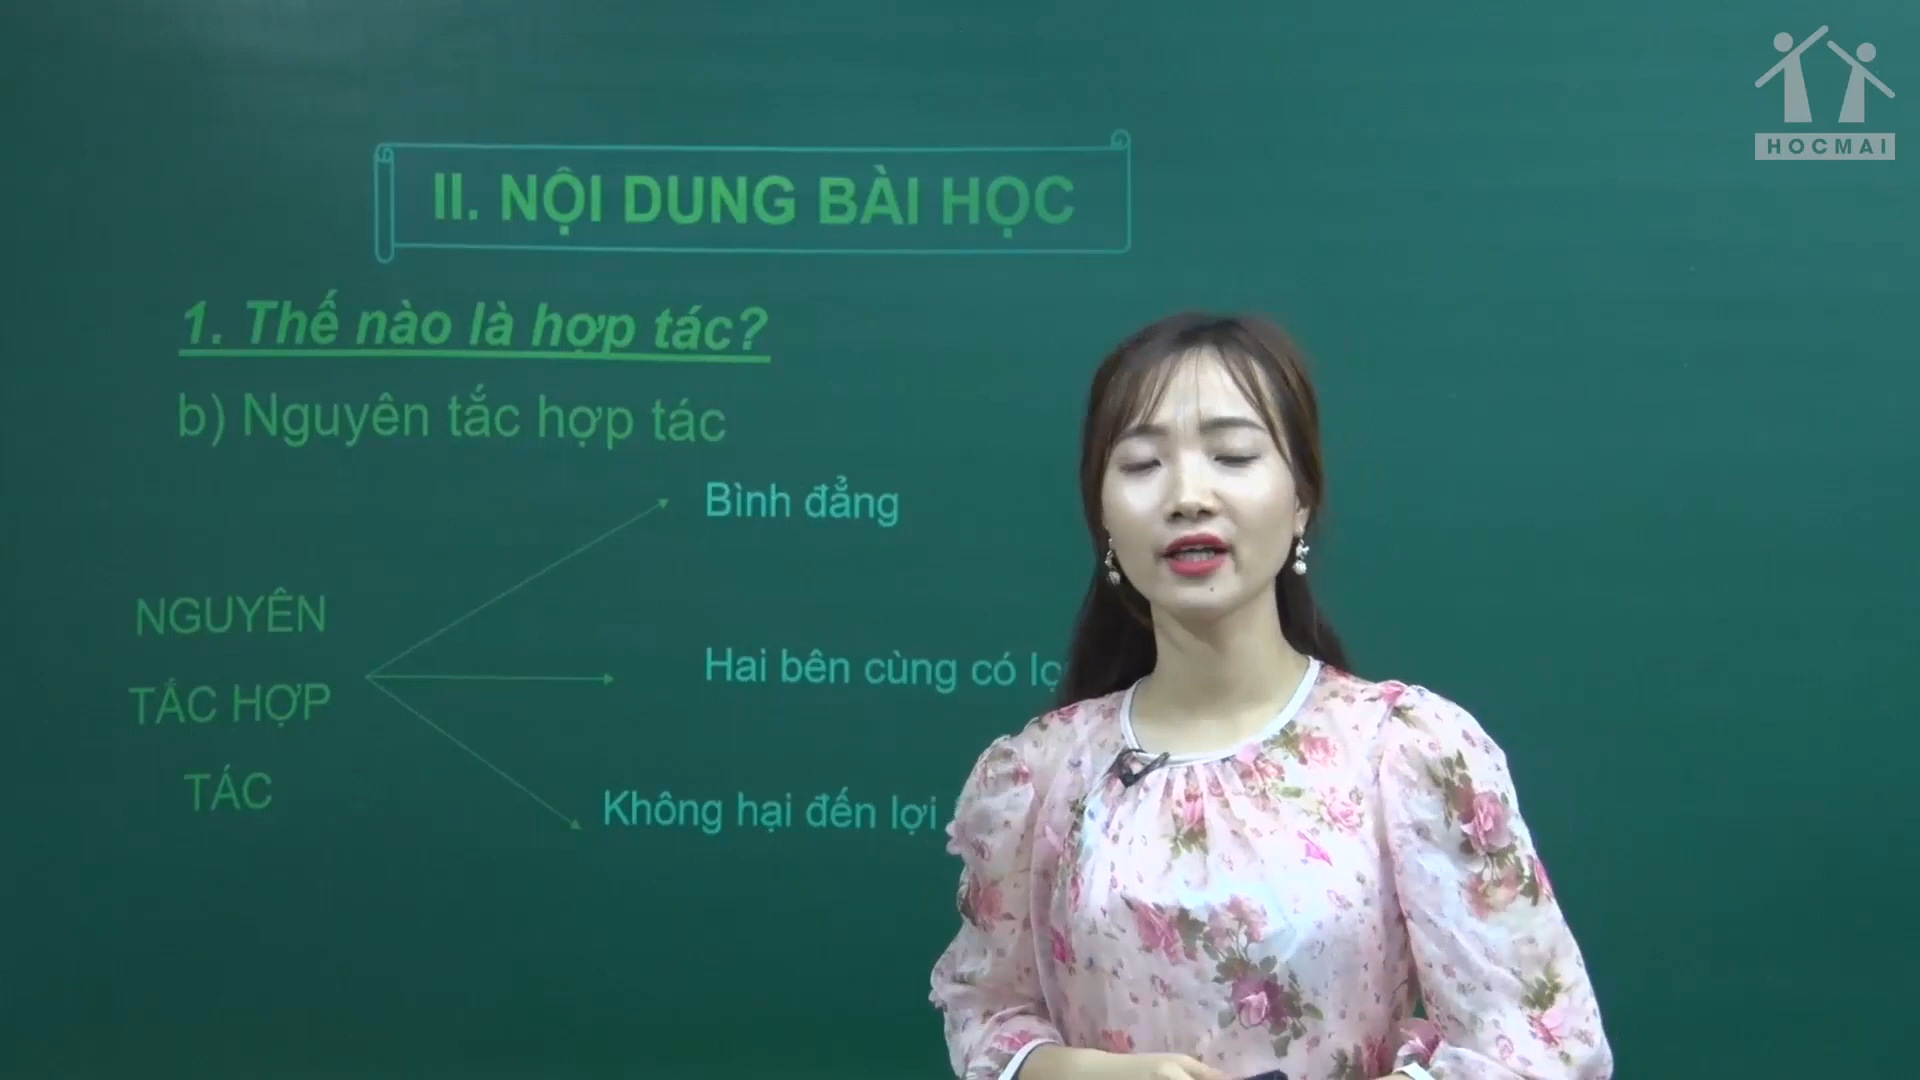 HOCMAI
II. NỘI DUNG BÀI HỌC
1. Thế nào là hợp tác?
b) Nguyên tắc hợp tác
Bình đẳng
NGUYÊN
TẮC HỢP
TÁC
Hai bên cùng có
Không hại đến lợi